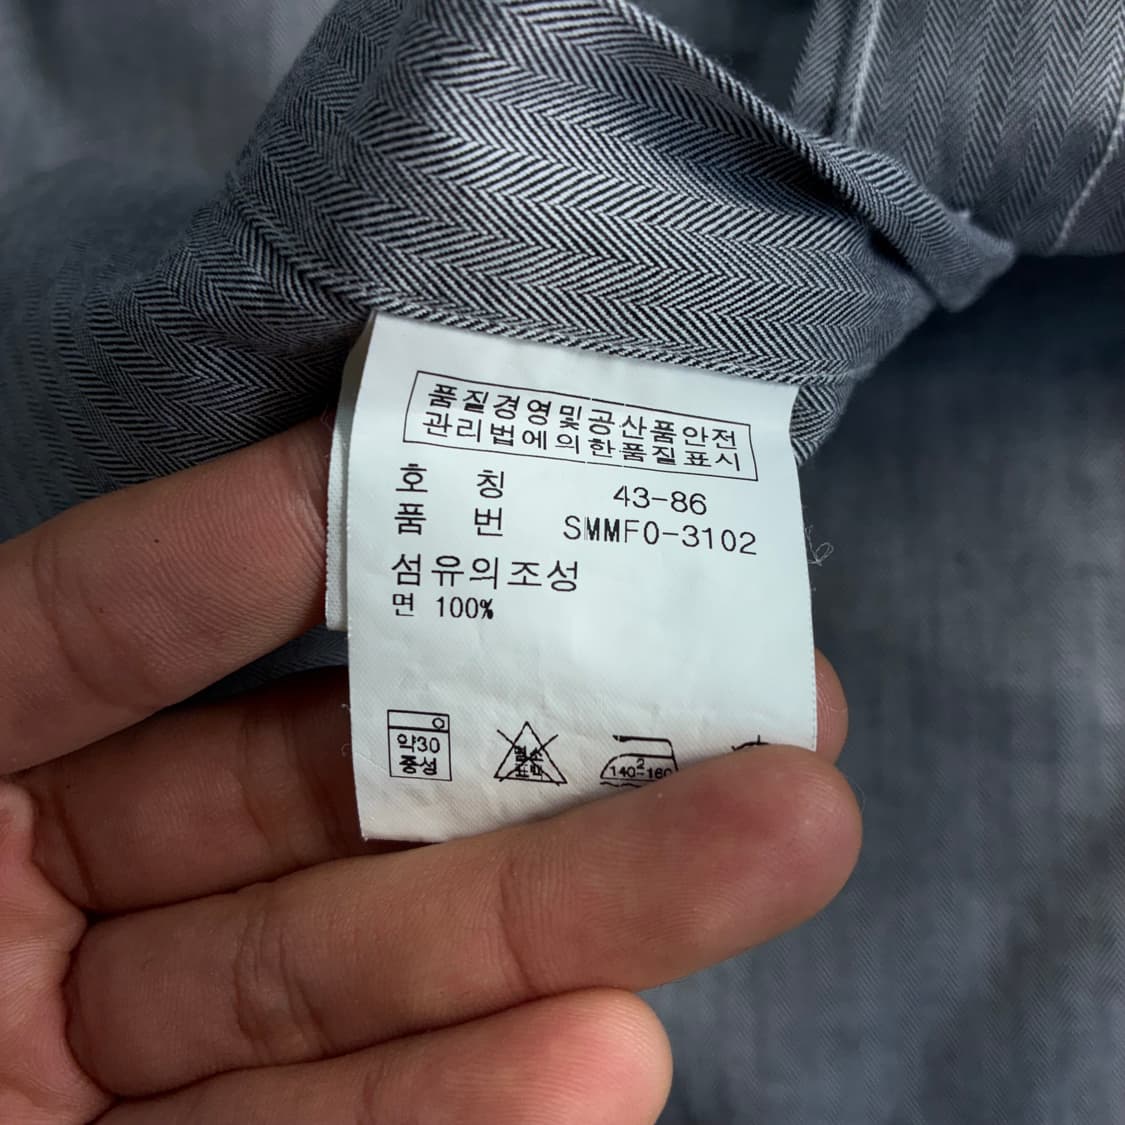 품질경영및공산품안전
관리법에의한품질표시
호 칭 43-86
품 번 SMMF0-3102
섬유의조성
면 100%
약30
중성
염소
표백
2
140-160